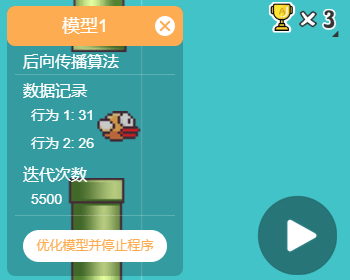 模型1
× 3
后向传播算法
数据记录
行为 1: 31
行为 2: 26
迭代次数
5500
优化模型并停止程序